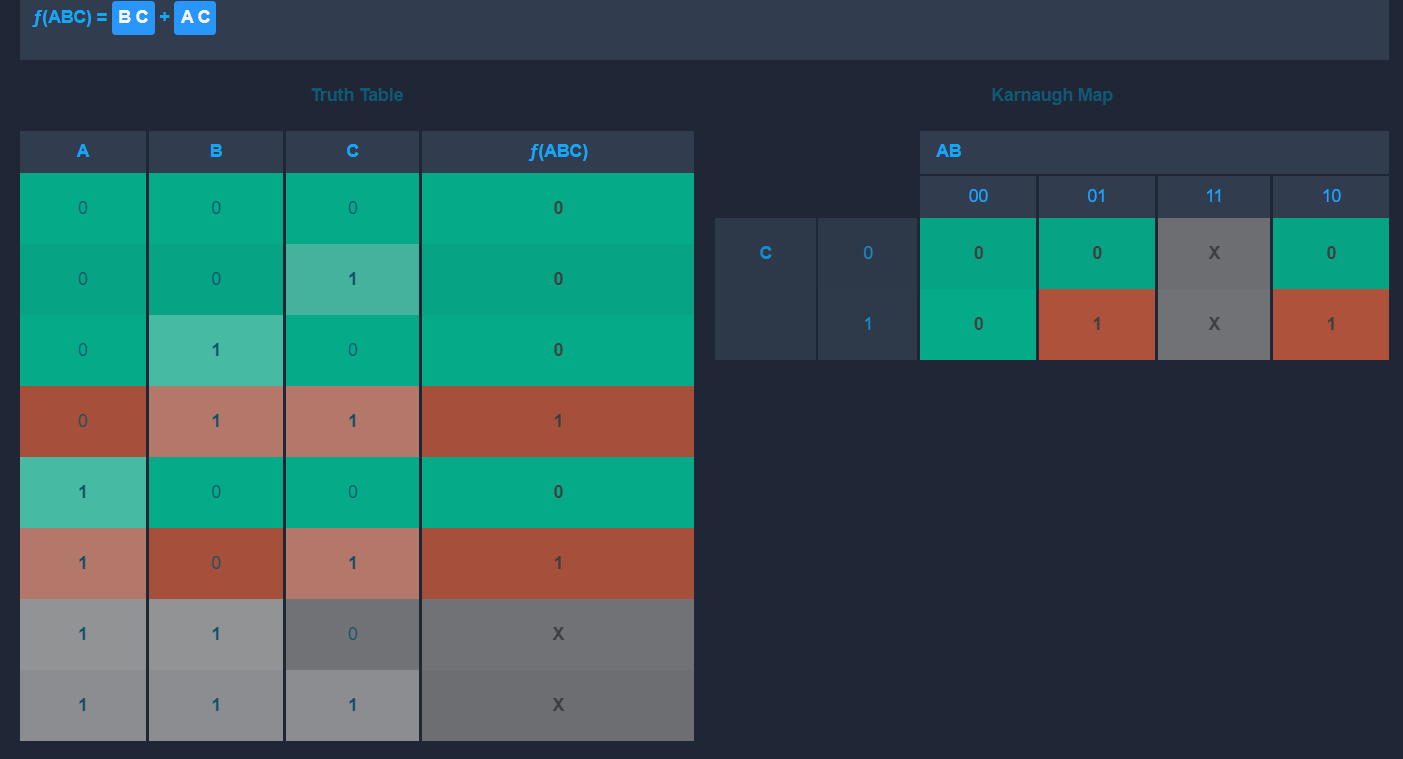 ƒ(ABC) = B C + A C
Truth Table
A B C ƒ(ABC)
0 0 0 0
0 0 1 0
0 1 0 0
0 1 1 1
1 0 0 0
1 0 1 1
1 1 0 X
1 1 1 X
Karnaugh Map
AB
00 01 11 10
C 0 0 0 X 0
1 0 1 X 1